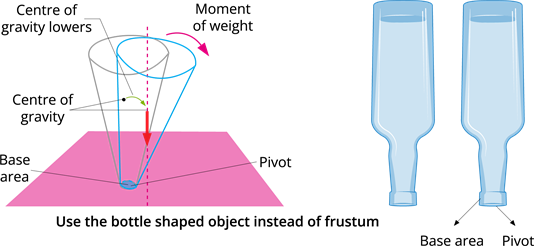 Centre of
gravity lowers
Moment
of weight
Centre of
gravity
Base
area
Pivot
Use the bottle shaped object instead of frustum
Base area
Pivot